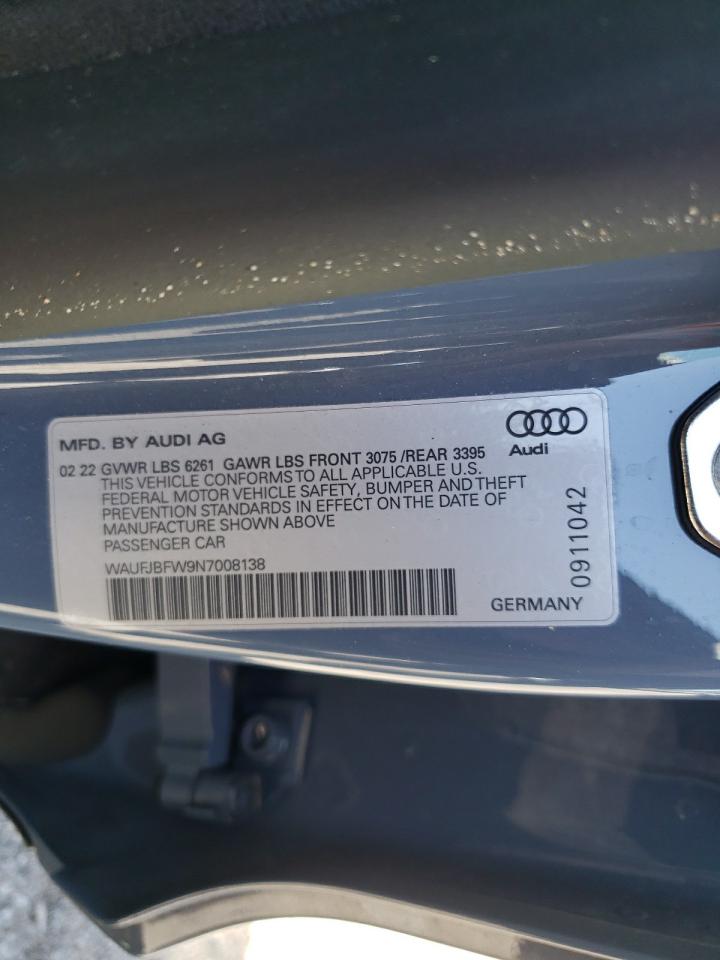 MFD. BY AUDI AG
Audi
02 22 GVWR LBS 6261 GAWR LBS FRONT 3075 /REAR 3395
THIS VEHICLE CONFORMS TO ALL APPLICABLE U.S.
FEDERAL MOTOR VEHICLE SAFETY, BUMPER AND THEFT
PREVENTION STANDARDS IN EFFECT ON THE DATE OF
MANUFACTURE SHOWN ABOVE
PASSENGER CAR
WAUFJBFW9N7008138
GERMANY
0911042